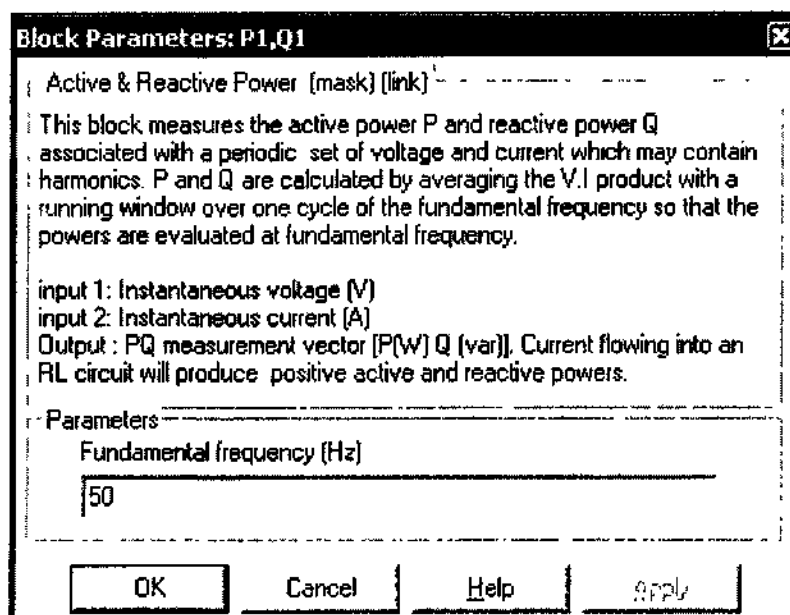 Block Parameters: P1,Q1
Active & Reactive Power (mask) (link)
This block measures the active power P and reactive power Q
associated with a periodic set of voltage and current which may contain
harmonics. P and Q are calculated by averaging the V.I product with a
running window over one cycle of the fundamental frequency so that the
powers are evaluated at fundamental frequency.
input 1: Instantaneous voltage (V)
input 2: Instantaneous current (A)
Output : PQ measurement vector [P(W) Q (var)]. Current flowing into an
RL circuit will produce positive active and reactive powers.
Parameters
Fundamental frequency (Hz)
50
OK
Cancel
Help
Apply